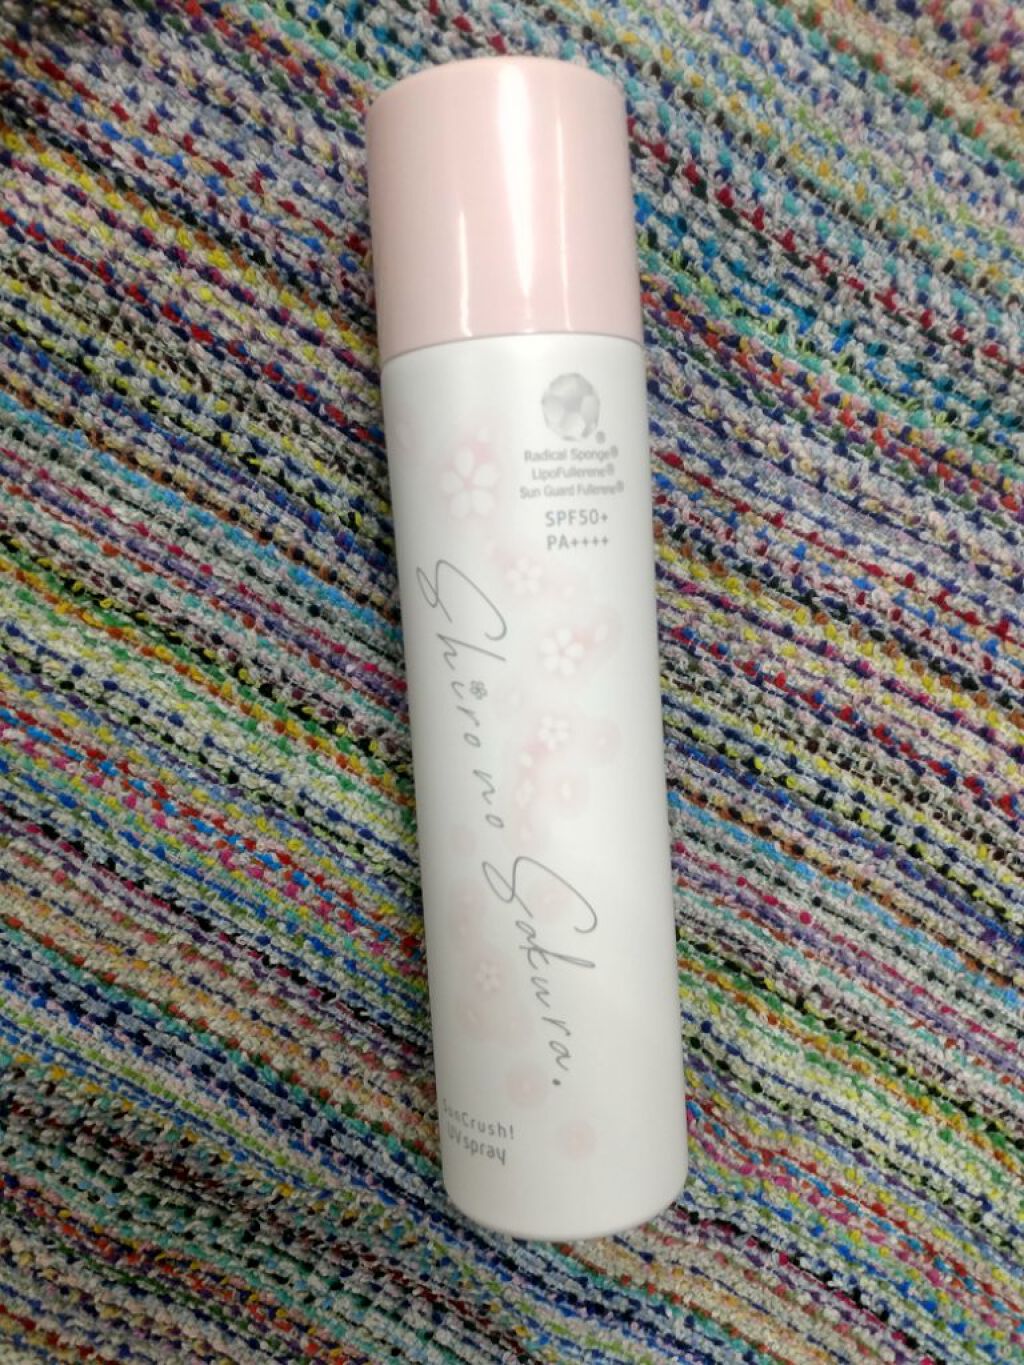 Radical Sponge®
LipoFullerene®
Sun Guard Fullerene®
SPF50+
PA++++
Shiro no Sakura.
SunCrush!
UV spray